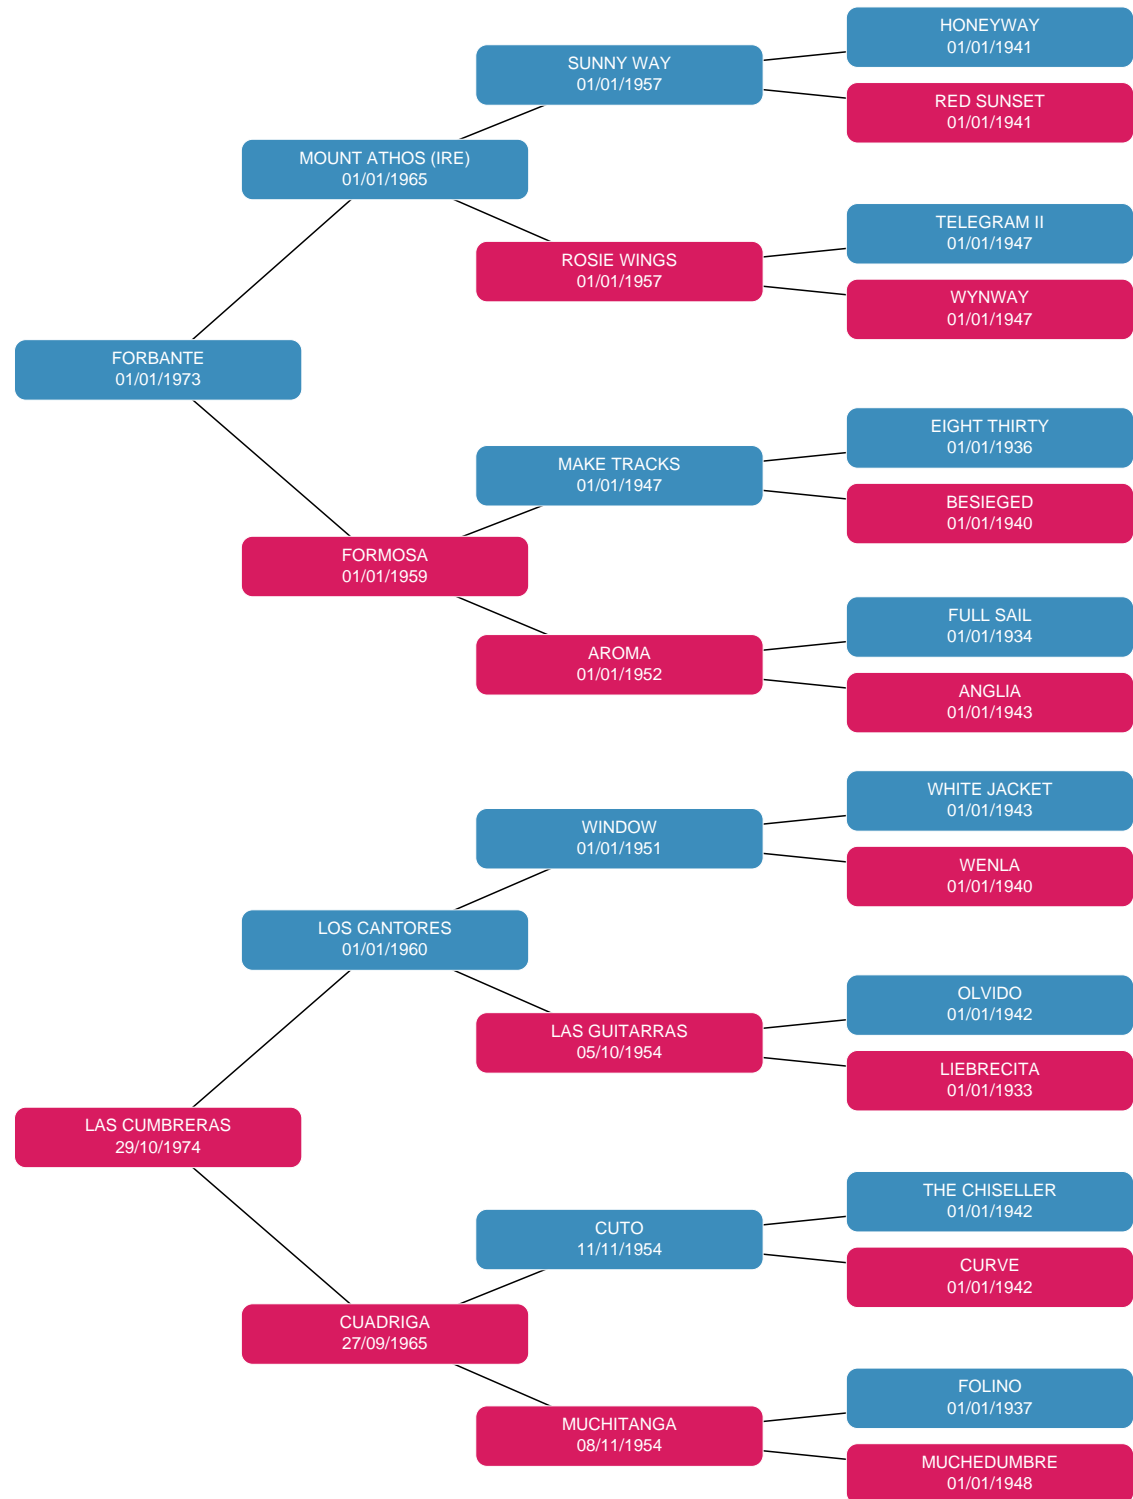 HONEYWAY
01/01/1941
SUNNY WAY
01/01/1957
RED SUNSET
01/01/1941
MOUNT ATHOS (IRE)
01/01/1965
TELEGRAM II
01/01/1947
ROSIE WINGS
01/01/1957
WYNWAY
01/01/1947
FORBANTE
01/01/1973
EIGHT THIRTY
01/01/1936
MAKE TRACKS
01/01/1947
BESIEGED
01/01/1940
FORMOSA
01/01/1959
FULL SAIL
01/01/1934
AROMA
01/01/1952
ANGLIA
01/01/1943
WHITE JACKET
01/01/1943
WINDOW
01/01/1951
WENLA
01/01/1940
LOS CANTORES
01/01/1960
OLVIDO
01/01/1942
LAS GUITARRAS
05/10/1954
LIEBRECITA
01/01/1933
LAS CUMBRERAS
29/10/1974
THE CHISELLER
01/01/1942
CUTO
11/11/1954
CURVE
01/01/1942
CUADRIGA
27/09/1965
FOLINO
01/01/1937
MUCHITANGA
08/11/1954
MUCHEDUMBRE
01/01/1948